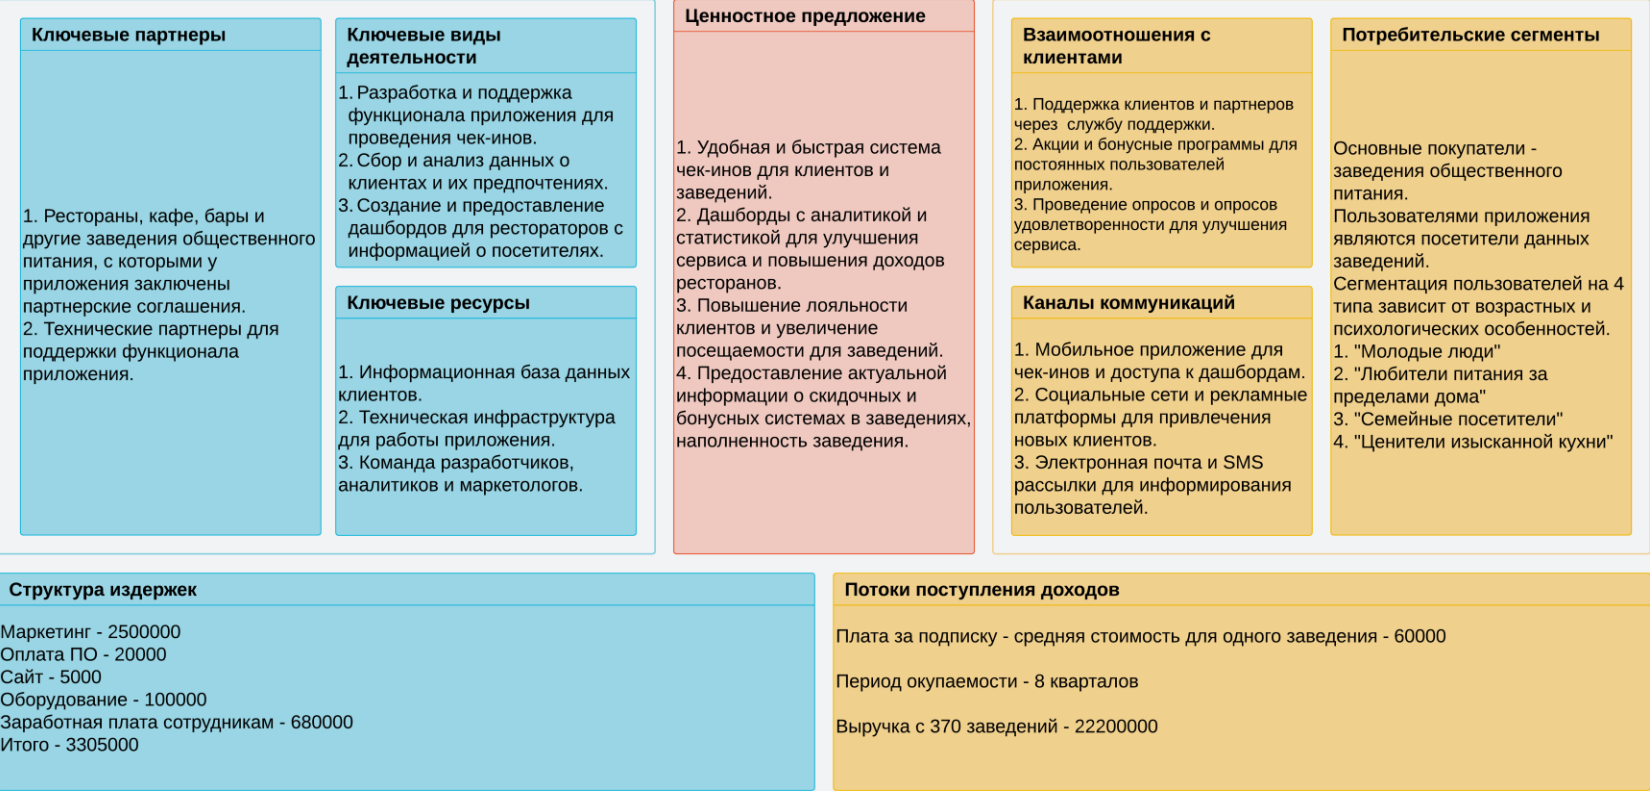 Ключевые партнеры
1. Рестораны, кафе, бары и
другие заведения общественного
питания, с которыми у
приложения заключены
партнерские соглашения.
2. Технические партнеры для
поддержки функционала
приложения.
Ключевые виды
деятельности
1. Разработка и поддержка
функционала приложения для
проведения чек-инов.
2. Сбор и анализ данных о
клиентах и их предпочтениях.
3. Создание и предоставление
дашбордов для рестораторов с
информацией о посетителях.
Ключевые ресурсы
1. Информационная база данных
клиентов.
2. Техническая инфраструктура
для работы приложения.
3. Команда разработчиков,
аналитиков и маркетологов.
Ценностное предложение
1. Удобная и быстрая система
чек-инов для клиентов и
заведений.
2. Дашборды с аналитикой и
статистикой для улучшения
сервиса и повышения доходов
ресторанов.
3. Повышение лояльности
клиентов и увеличение
посещаемости для заведений.
4. Предоставление актуальной
информации о скидочных и
бонусных системах в заведениях,
наполненность заведения.
Взаимоотношения с
клиентами
1. Поддержка клиентов и партнеров
через службу поддержки.
2. Акции и бонусные программы для
постоянных пользователей
приложения.
3. Проведение опросов и опросов
удовлетворенности для улучшения
сервиса.
Каналы коммуникаций
1. Мобильное приложение для
чек-инов и доступа к дашбордам.
2. Социальные сети и рекламные
платформы для привлечения
новых клиентов.
3. Электронная почта и SMS
рассылки для информирования
пользователей.
Потребительские сегменты
Основные покупатели -
заведения общественного
питания.
Пользователями приложения
являются посетители данных
заведений.
Сегментация пользователей на 4
типа зависит от возрастных и
психологических особенностей.
1. "Молодые люди"
2. "Любители питания за
пределами дома"
3. "Семейные посетители"
4. "Ценители изысканной кухни"
Структура издержек
Маркетинг - 2500000
Оплата ПО - 20000
Сайт - 5000
Оборудование - 100000
Заработная плата сотрудникам - 680000
Итого - 3305000
Потоки поступления доходов
Плата за подписку - средняя стоимость для одного заведения - 60000
Период окупаемости - 8 кварталов
Выручка с 370 заведений - 22200000